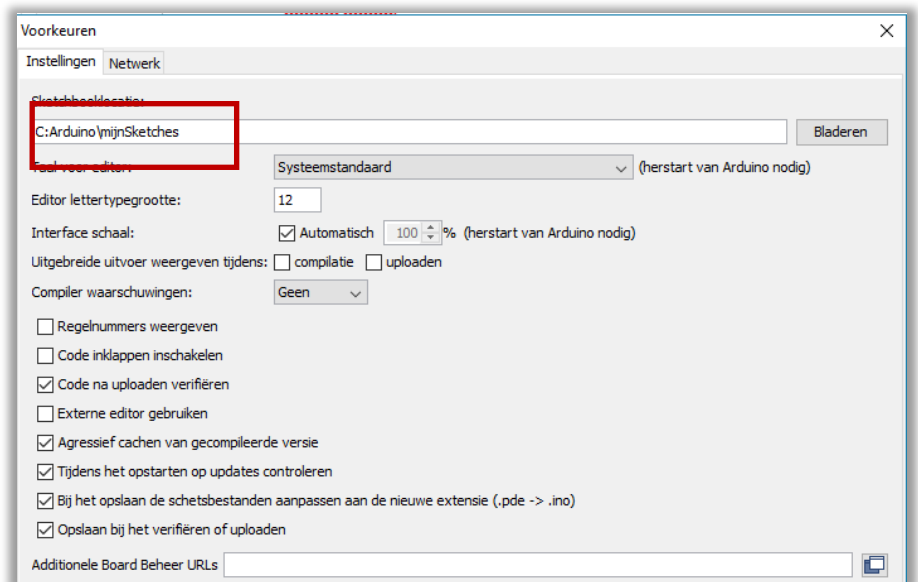 Voorkeuren
Instellingen Netwerk
Sketchbooklocatie:
C:Arduino\mijnSketches Bladeren
Taal voor editor: Systeemstandaard (herstart van Arduino nodig)
Editor lettertypegrootte: 12
Interface schaal: Automatisch 100 % (herstart van Arduino nodig)
Uitgebreide uitvoer weergeven tijdens: compilatie uploaden
Compiler waarschuwingen: Geen
Regelnummers weergeven
Code inklappen inschakelen
Code na uploaden verifiëren
Externe editor gebruiken
Agressief cachen van gecompileerde versie
Tijdens het opstarten op updates controleren
Bij het opslaan de schetsbestanden aanpassen aan de nieuwe extensie (.pde -> .ino)
Opslaan bij het verifiëren of uploaden
Additionele Board Beheer URLs